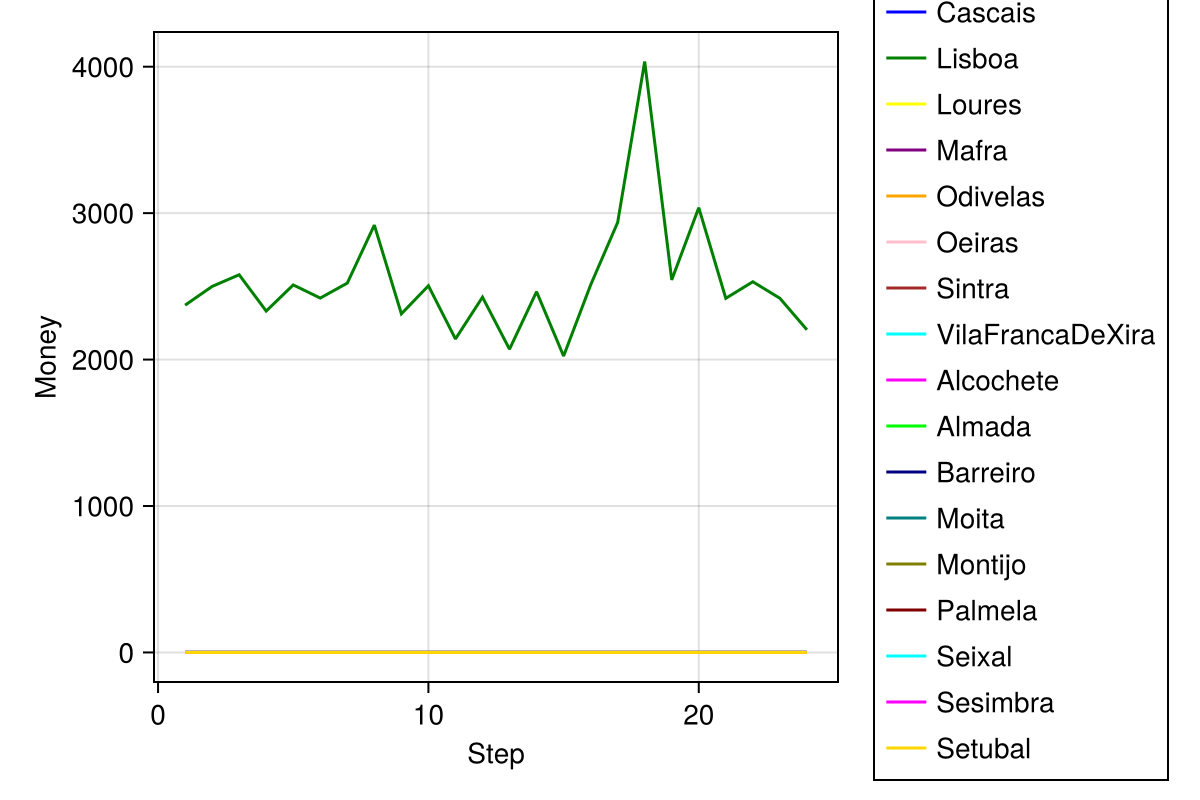 4000
3000
2000
1000
0
Money
0 10 20
Step
Cascais
Lisboa
Loures
Mafra
Odivelas
Oeiras
Sintra
VilaFrancaDeXira
Alcochete
Almada
Barreiro
Moita
Montijo
Palmela
Seixal
Sesimbra
Setubal